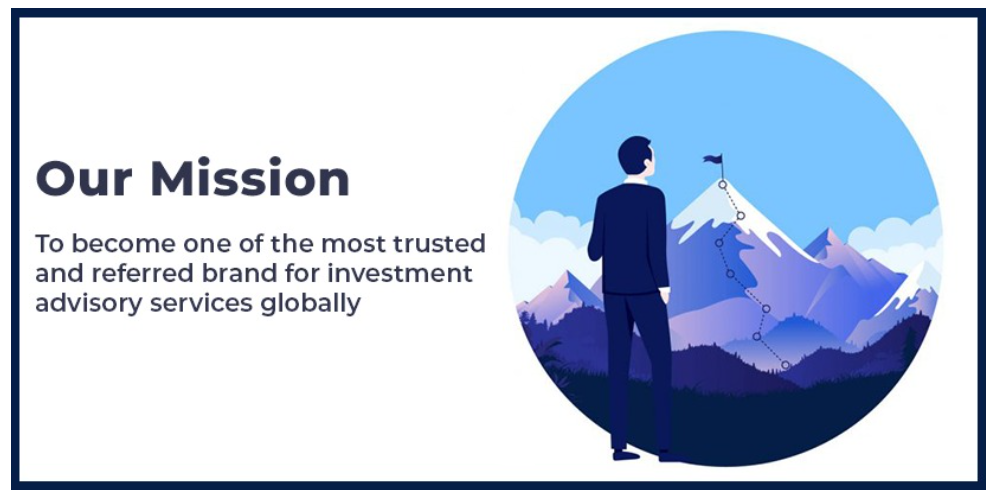 Our Mission
To become one of the most trusted
and referred brand for investment
advisory services globally